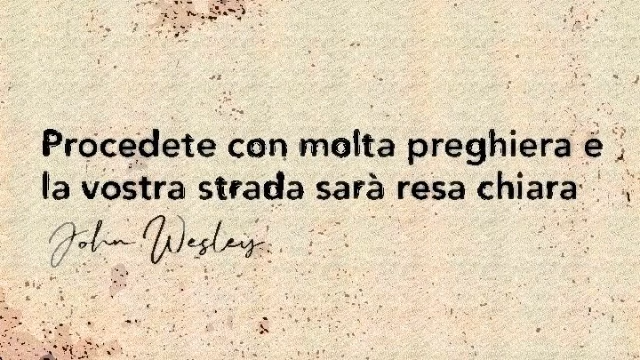 Procedete con molta preghiera e
la vostra strada sarà resa chiara
John Wesley